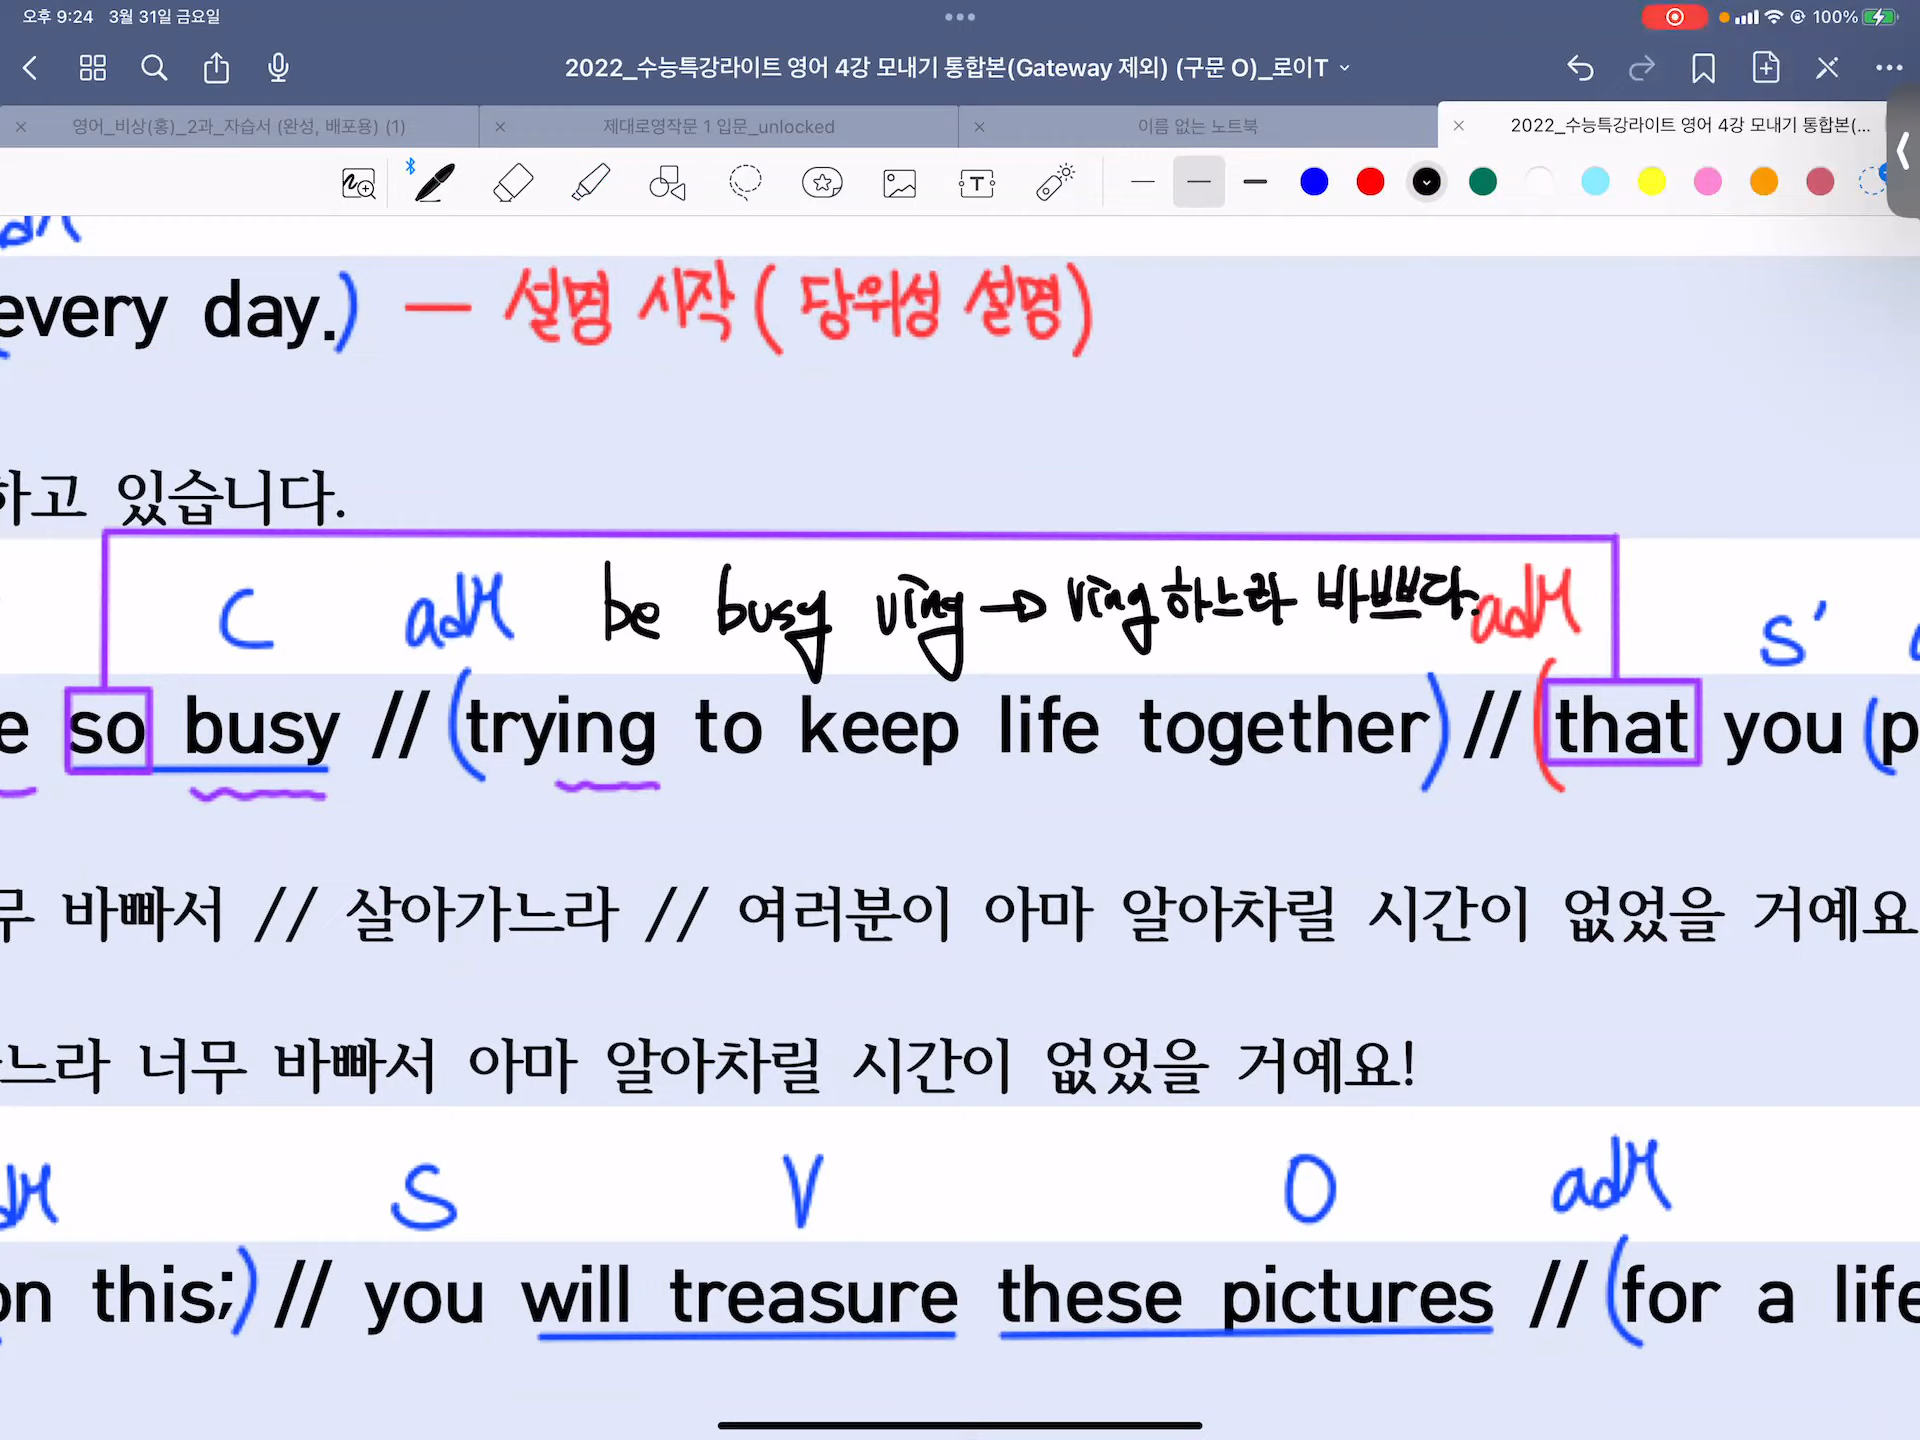 오후 9:24 3월 31일 금요일
100%
2022_수능특강라이트 영어 4강 모내기 통합본(Gateway 제외) (구문 O)_로이T
영어_비상(홍)_2과_자습서 (완성, 배포용) (1)
제대로영작문 1 입문_unlocked
이름 없는 노트북
2022_수능특강라이트 영어 4강 모내기 통합본(...
every day.) — 설명 시작 ( 당위성 설명)
하고 있습니다.
C adM be busy ving → ving 하느라 바쁘다. adM S'
e so busy // (trying to keep life together) // (that you (p
무 바빠서 // 살아가느라 // 여러분이 아마 알아차릴 시간이 없었을 거예요
느라 너무 바빠서 아마 알아차릴 시간이 없었을 거예요!
S V O adM
on this;) // you will treasure these pictures // (for a life